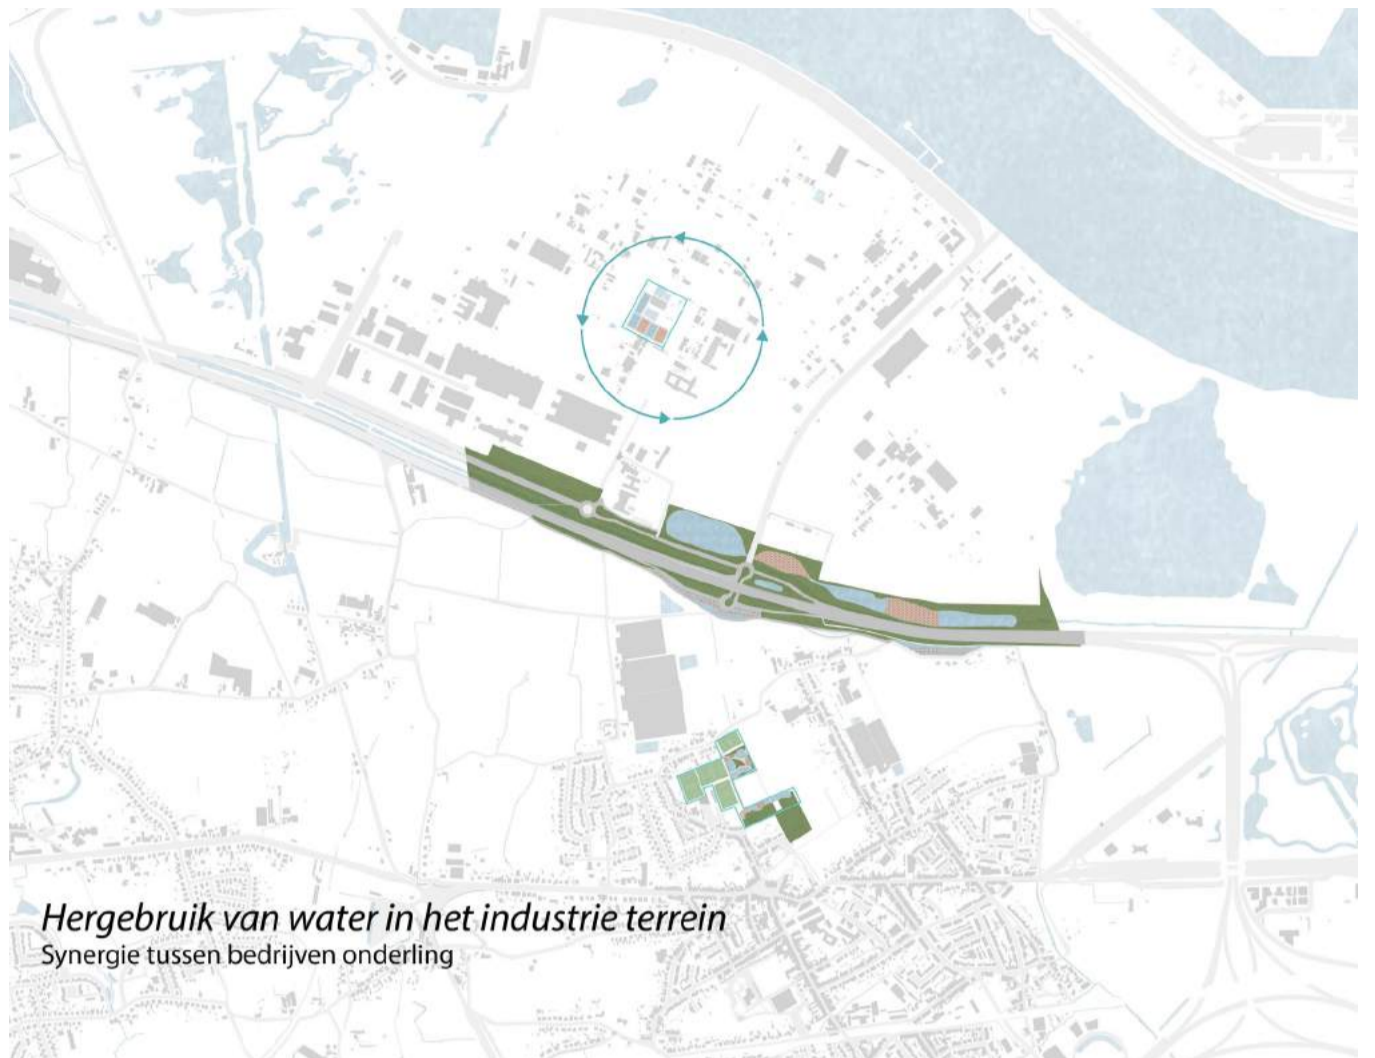 Hergebruik van water in het industrie terrein
Synergie tussen bedrijven onderling